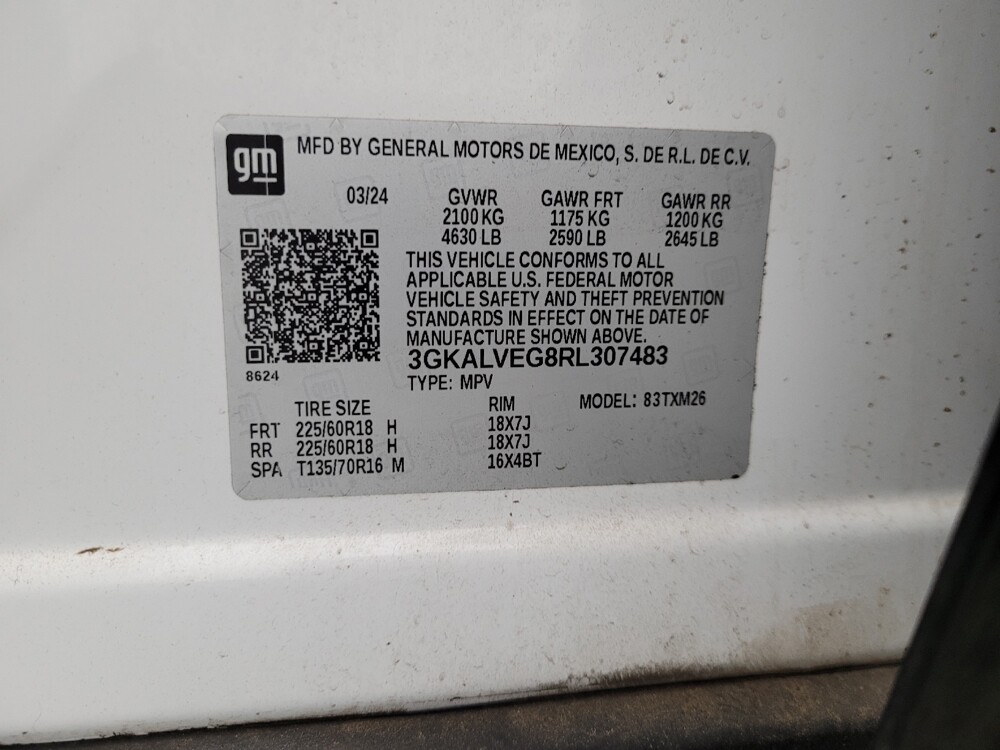 gm
MFD BY GENERAL MOTORS DE MEXICO, S. DE R.L. DE C.V.
03/24 GVWR GAWR FRT GAWR RR
2100 KG 1175 KG 1200 KG
4630 LB 2590 LB 2645 LB
THIS VEHICLE CONFORMS TO ALL
APPLICABLE U.S. FEDERAL MOTOR
VEHICLE SAFETY AND THEFT PREVENTION
STANDARDS IN EFFECT ON THE DATE OF
MANUFACTURE SHOWN ABOVE.
3GKALVEG8RL307483
8624
TYPE: MPV
TIRE SIZE RIM MODEL: 83TXM26
FRT 225/60R18 H 18X7J
RR 225/60R18 H 18X7J
SPA T135/70R16 M 16X4BT